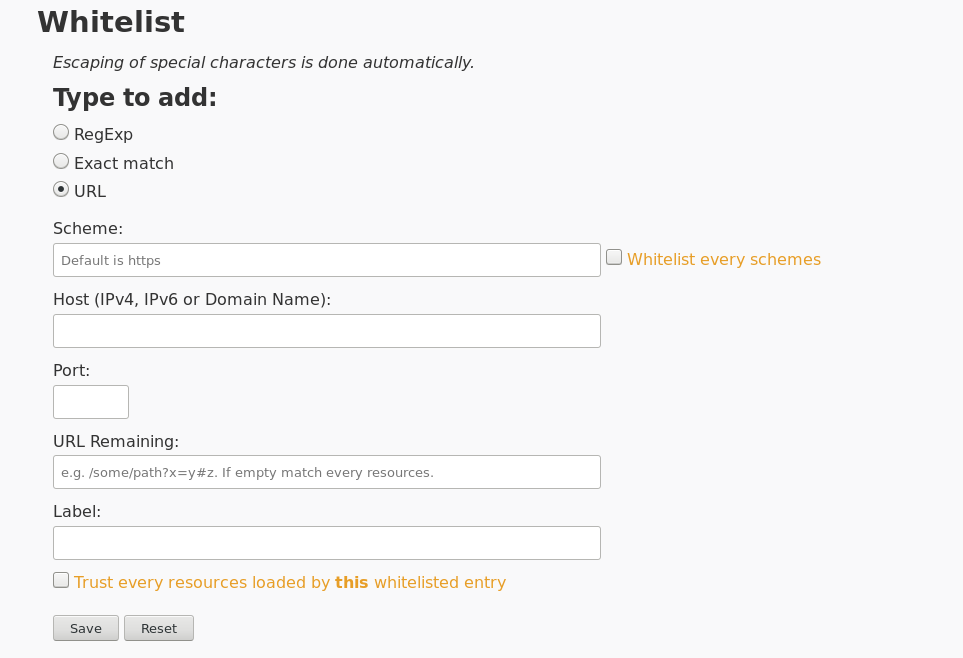 Whitelist
Escaping of special characters is done automatically.
Type to add:
RegExp
Exact match
URL
Scheme:
Default is https Whitelist every schemes
Host (IPv4, IPv6 or Domain Name):
Port:
URL Remaining:
e.g. /some/path?x=y#z. If empty match every resources.
Label:
Trust every resources loaded by this whitelisted entry
Save Reset